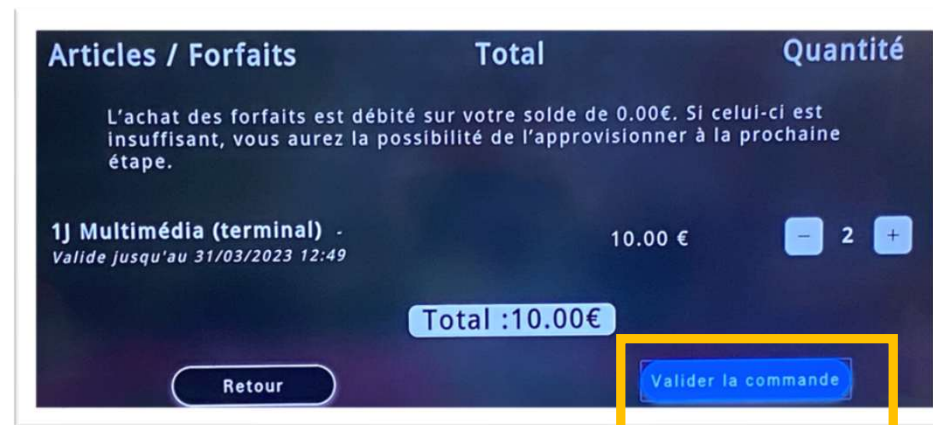 Articles / Forfaits Total Quantité
L'achat des forfaits est débité sur votre solde de 0.00€. Si celui-ci est
insuffisant, vous aurez la possibilité de l'approvisionner à la prochaine
étape.
1J Multimédia (terminal) -
Valide jusqu'au 31/03/2023 12:49
10.00 € - 2 +
Total :10.00€
Retour Valider la commande